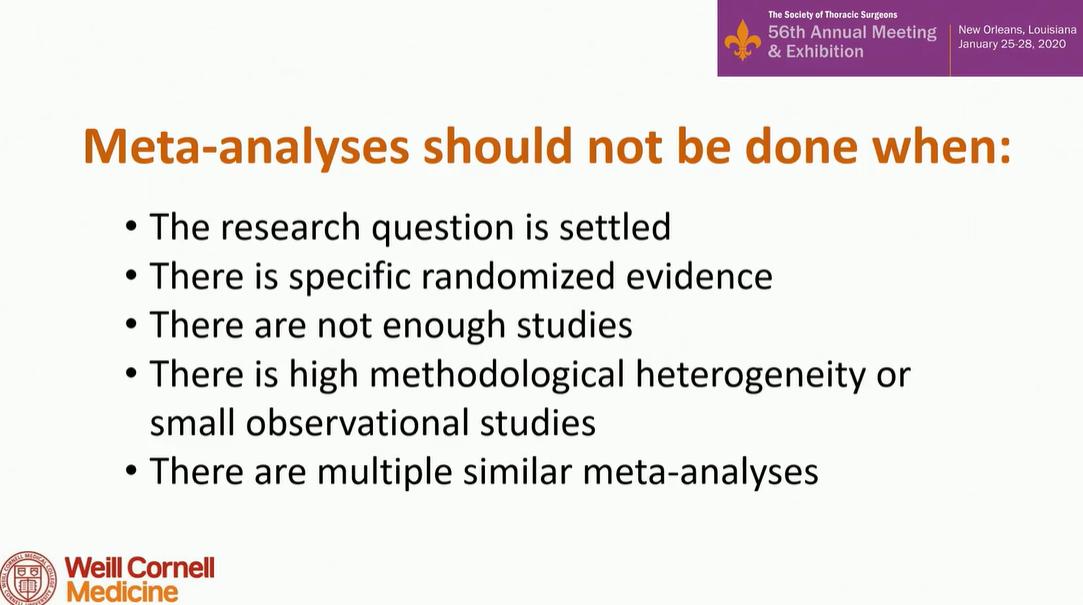 The Society of Thoracic Surgeons
56th Annual Meeting
& Exhibition
New Orleans, Louisiana
January 25-28, 2020
Meta-analyses should not be done when:
• The research question is settled
• There is specific randomized evidence
• There are not enough studies
• There is high methodological heterogeneity or
small observational studies
• There are multiple similar meta-analyses
Weill Cornell
Medicine